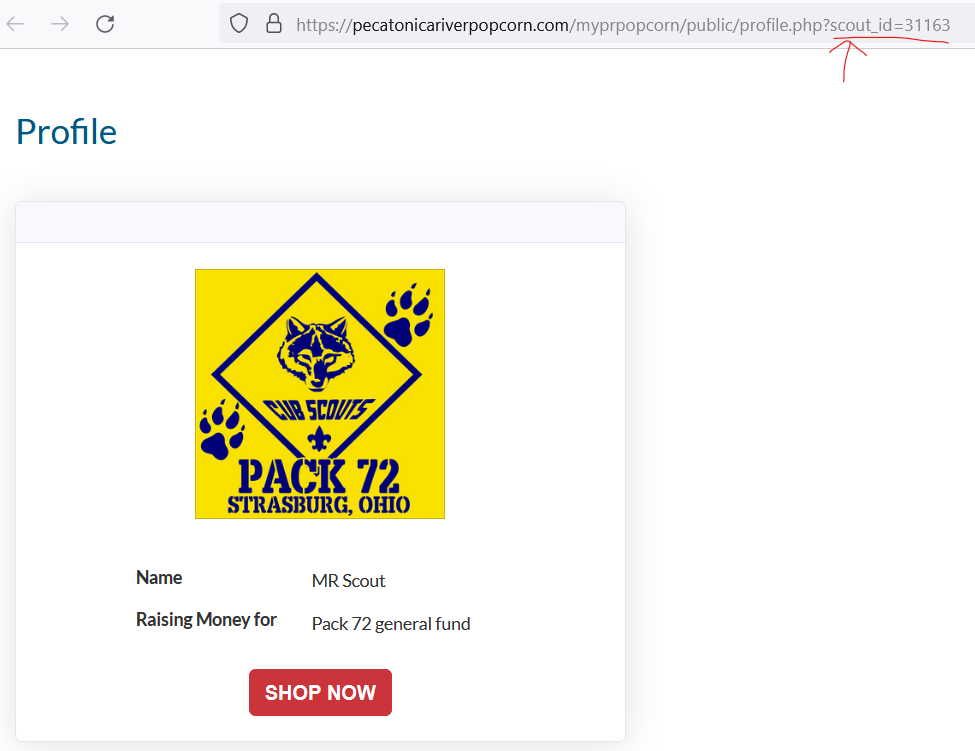 https://pecatonicariverpopcorn.com/myprpopcorn/public/profile.php?scout_id=31163
Profile
CUB SCOUTS
PACK 72
STRASBURG, OHIO
Name MR Scout
Raising Money for Pack 72 general fund
SHOP NOW